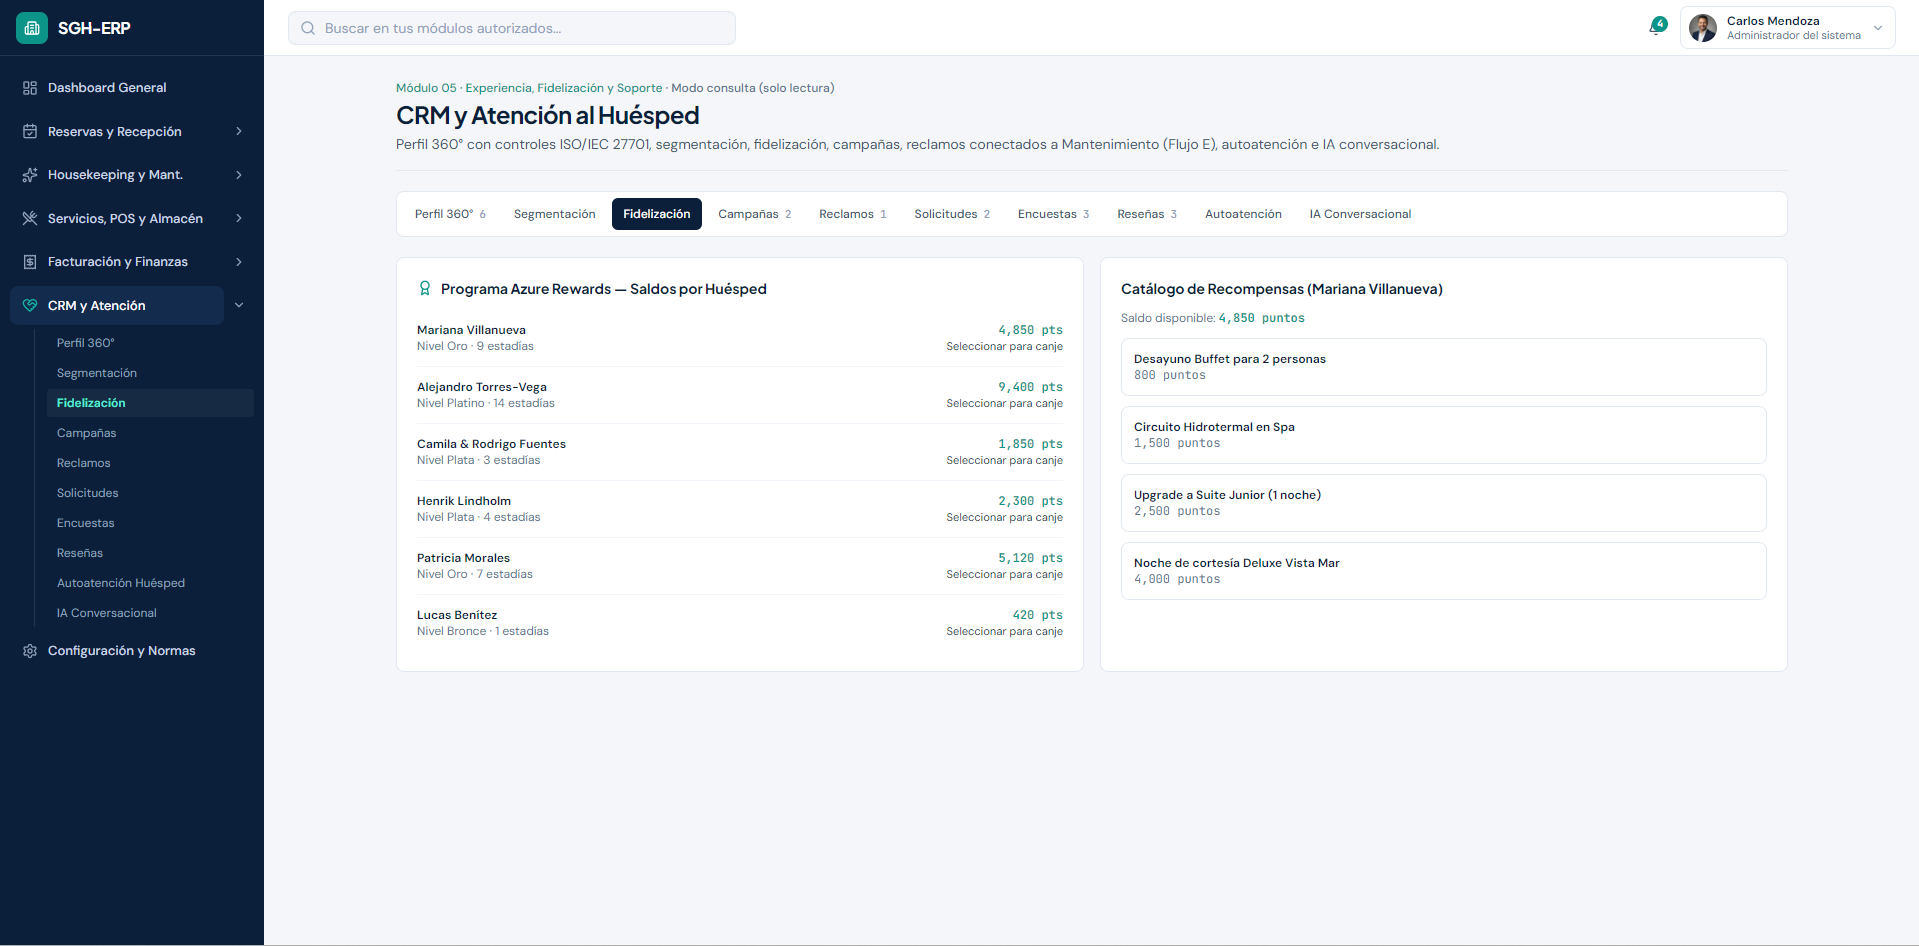 SGH-ERP
Dashboard General
Reservas y Recepción
Housekeeping y Mant.
Servicios, POS y Almacén
Facturación y Finanzas
CRM y Atención
Perfil 360°
Segmentación
Fidelización
Campañas
Reclamos
Solicitudes
Encuestas
Reseñas
Autoatención Huésped
IA Conversacional
Configuración y Normas
Buscar en tus módulos autorizados...
4
Carlos Mendoza
Administrador del sistema
Módulo 05 · Experiencia, Fidelización y Soporte · Modo consulta (solo lectura)
CRM y Atención al Huésped
Perfil 360° con controles ISO/IEC 27701, segmentación, fidelización, campañas, reclamos conectados a Mantenimiento (Flujo E), autoatención e IA conversacional.
Perfil 360° 6 Segmentación Fidelización Campañas 2 Reclamos 1 Solicitudes 2 Encuestas 3 Reseñas 3 Autoatención IA Conversacional
Programa Azure Rewards — Saldos por Huésped
Mariana Villanueva 4,850 pts
Nivel Oro · 9 estadías Seleccionar para canje
Alejandro Torres-Vega 9,400 pts
Nivel Platino · 14 estadías Seleccionar para canje
Camila & Rodrigo Fuentes 1,850 pts
Nivel Plata · 3 estadías Seleccionar para canje
Henrik Lindholm 2,300 pts
Nivel Plata · 4 estadías Seleccionar para canje
Patricia Morales 5,120 pts
Nivel Oro · 7 estadías Seleccionar para canje
Lucas Benítez 420 pts
Nivel Bronce · 1 estadías Seleccionar para canje
Catálogo de Recompensas (Mariana Villanueva)
Saldo disponible: 4,850 puntos
Desayuno Buffet para 2 personas
800 puntos
Circuito Hidrotermal en Spa
1,500 puntos
Upgrade a Suite Junior (1 noche)
2,500 puntos
Noche de cortesía Deluxe Vista Mar
4,000 puntos